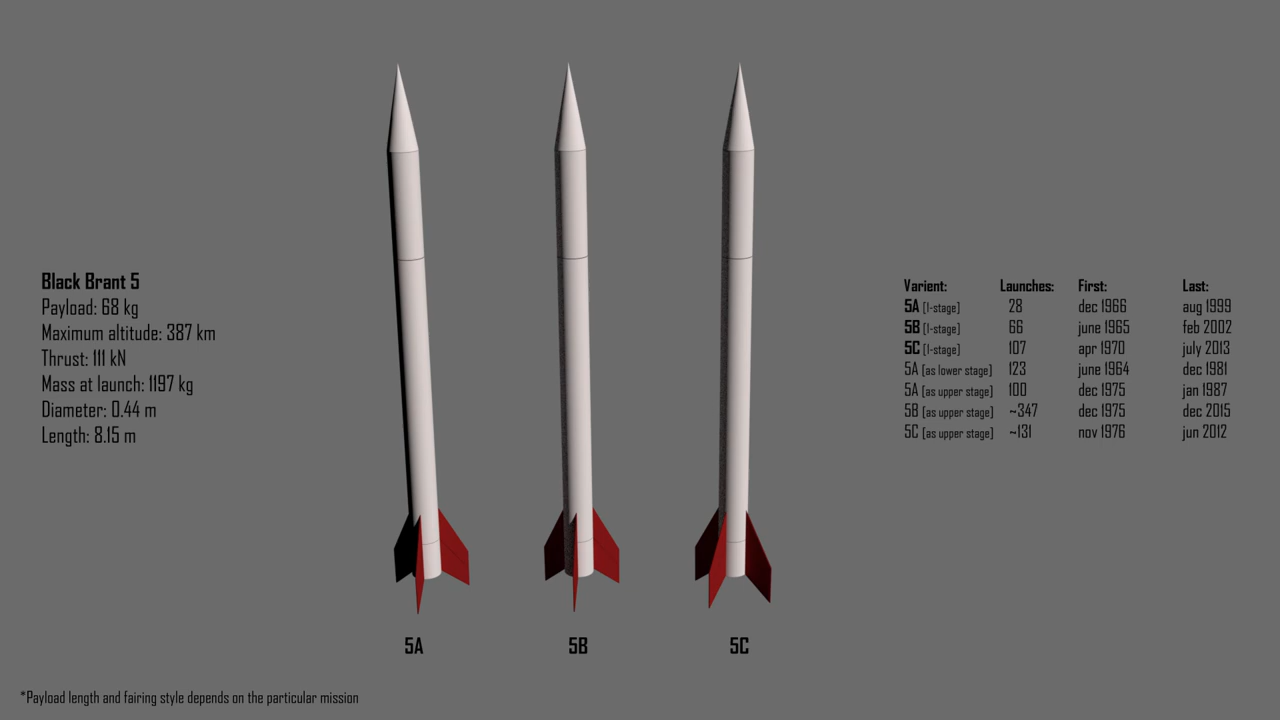 Black Brant 5
Payload: 68 kg
Maximum altitude: 387 km
Thrust: 111 kN
Mass at launch: 1197 kg
Diameter: 0.44 m
Length: 8.15 m
Varient: Launches: First: Last:
5A [1-stage] 28 dec 1966 aug 1999
5B [1-stage] 66 june 1965 feb 2002
5C [1-stage] 107 apr 1970 july 2013
5A [as lower stage] 123 june 1964 dec 1981
5A [as upper stage] 100 dec 1975 jan 1987
5B [as upper stage] ~347 dec 1975 dec 2015
5C [as upper stage] ~131 nov 1976 jun 2012
5A 5B 5C
*Payload length and fairing style depends on the particular mission